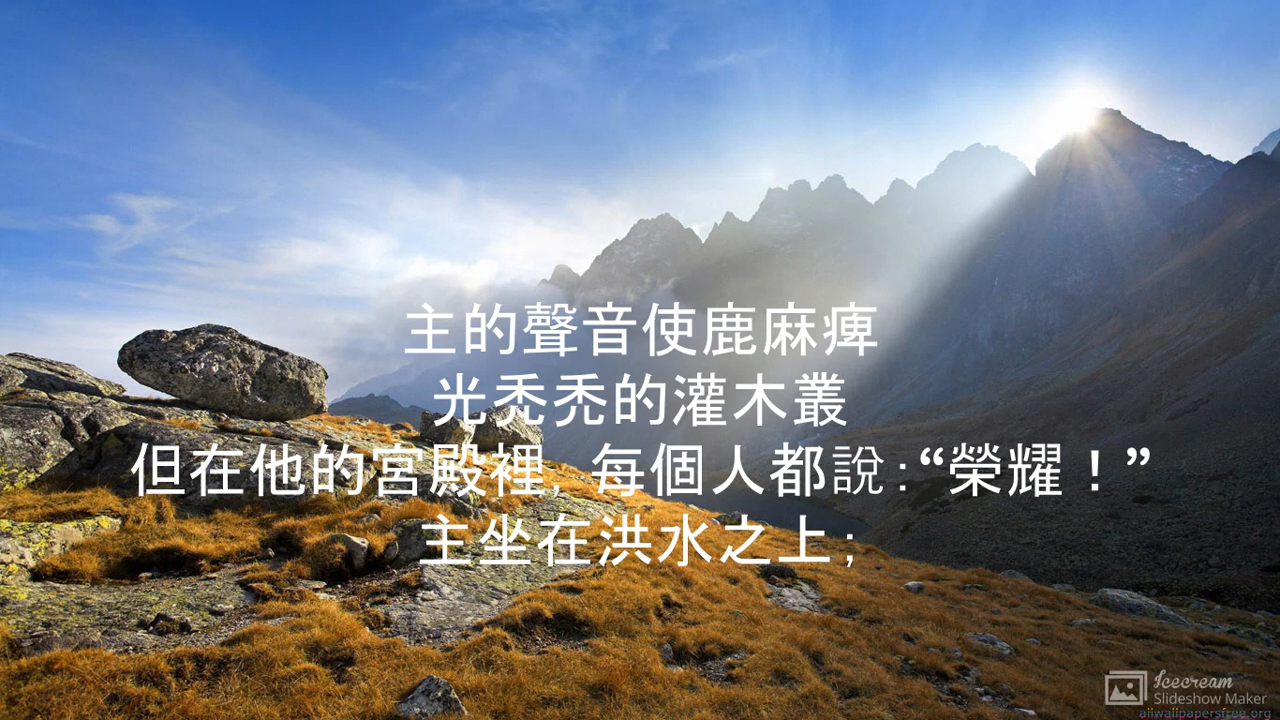 主的聲音使鹿麻痺
光禿禿的灌木叢
但在他的宮殿裡, 每個人都說:“榮耀!”
主坐在洪水之上;
Icecream
Slideshow Maker
allwallpapersfree.org